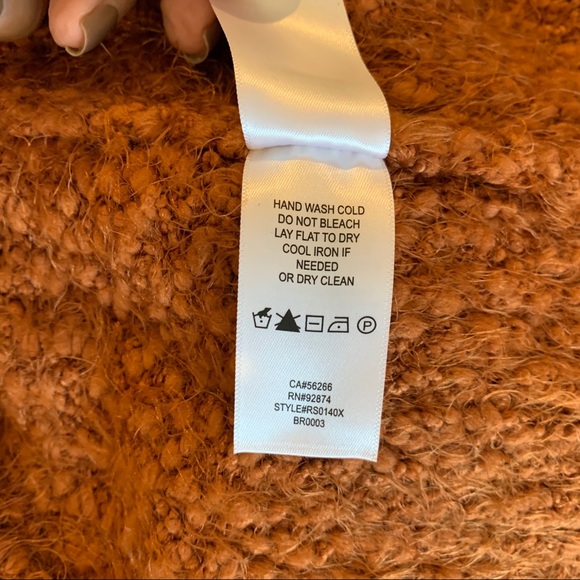 HAND WASH COLD
DO NOT BLEACH
LAY FLAT TO DRY
COOL IRON IF
NEEDED
OR DRY CLEAN
P
CA#56266
RN#92874
STYLE#RS0140X
BR0003